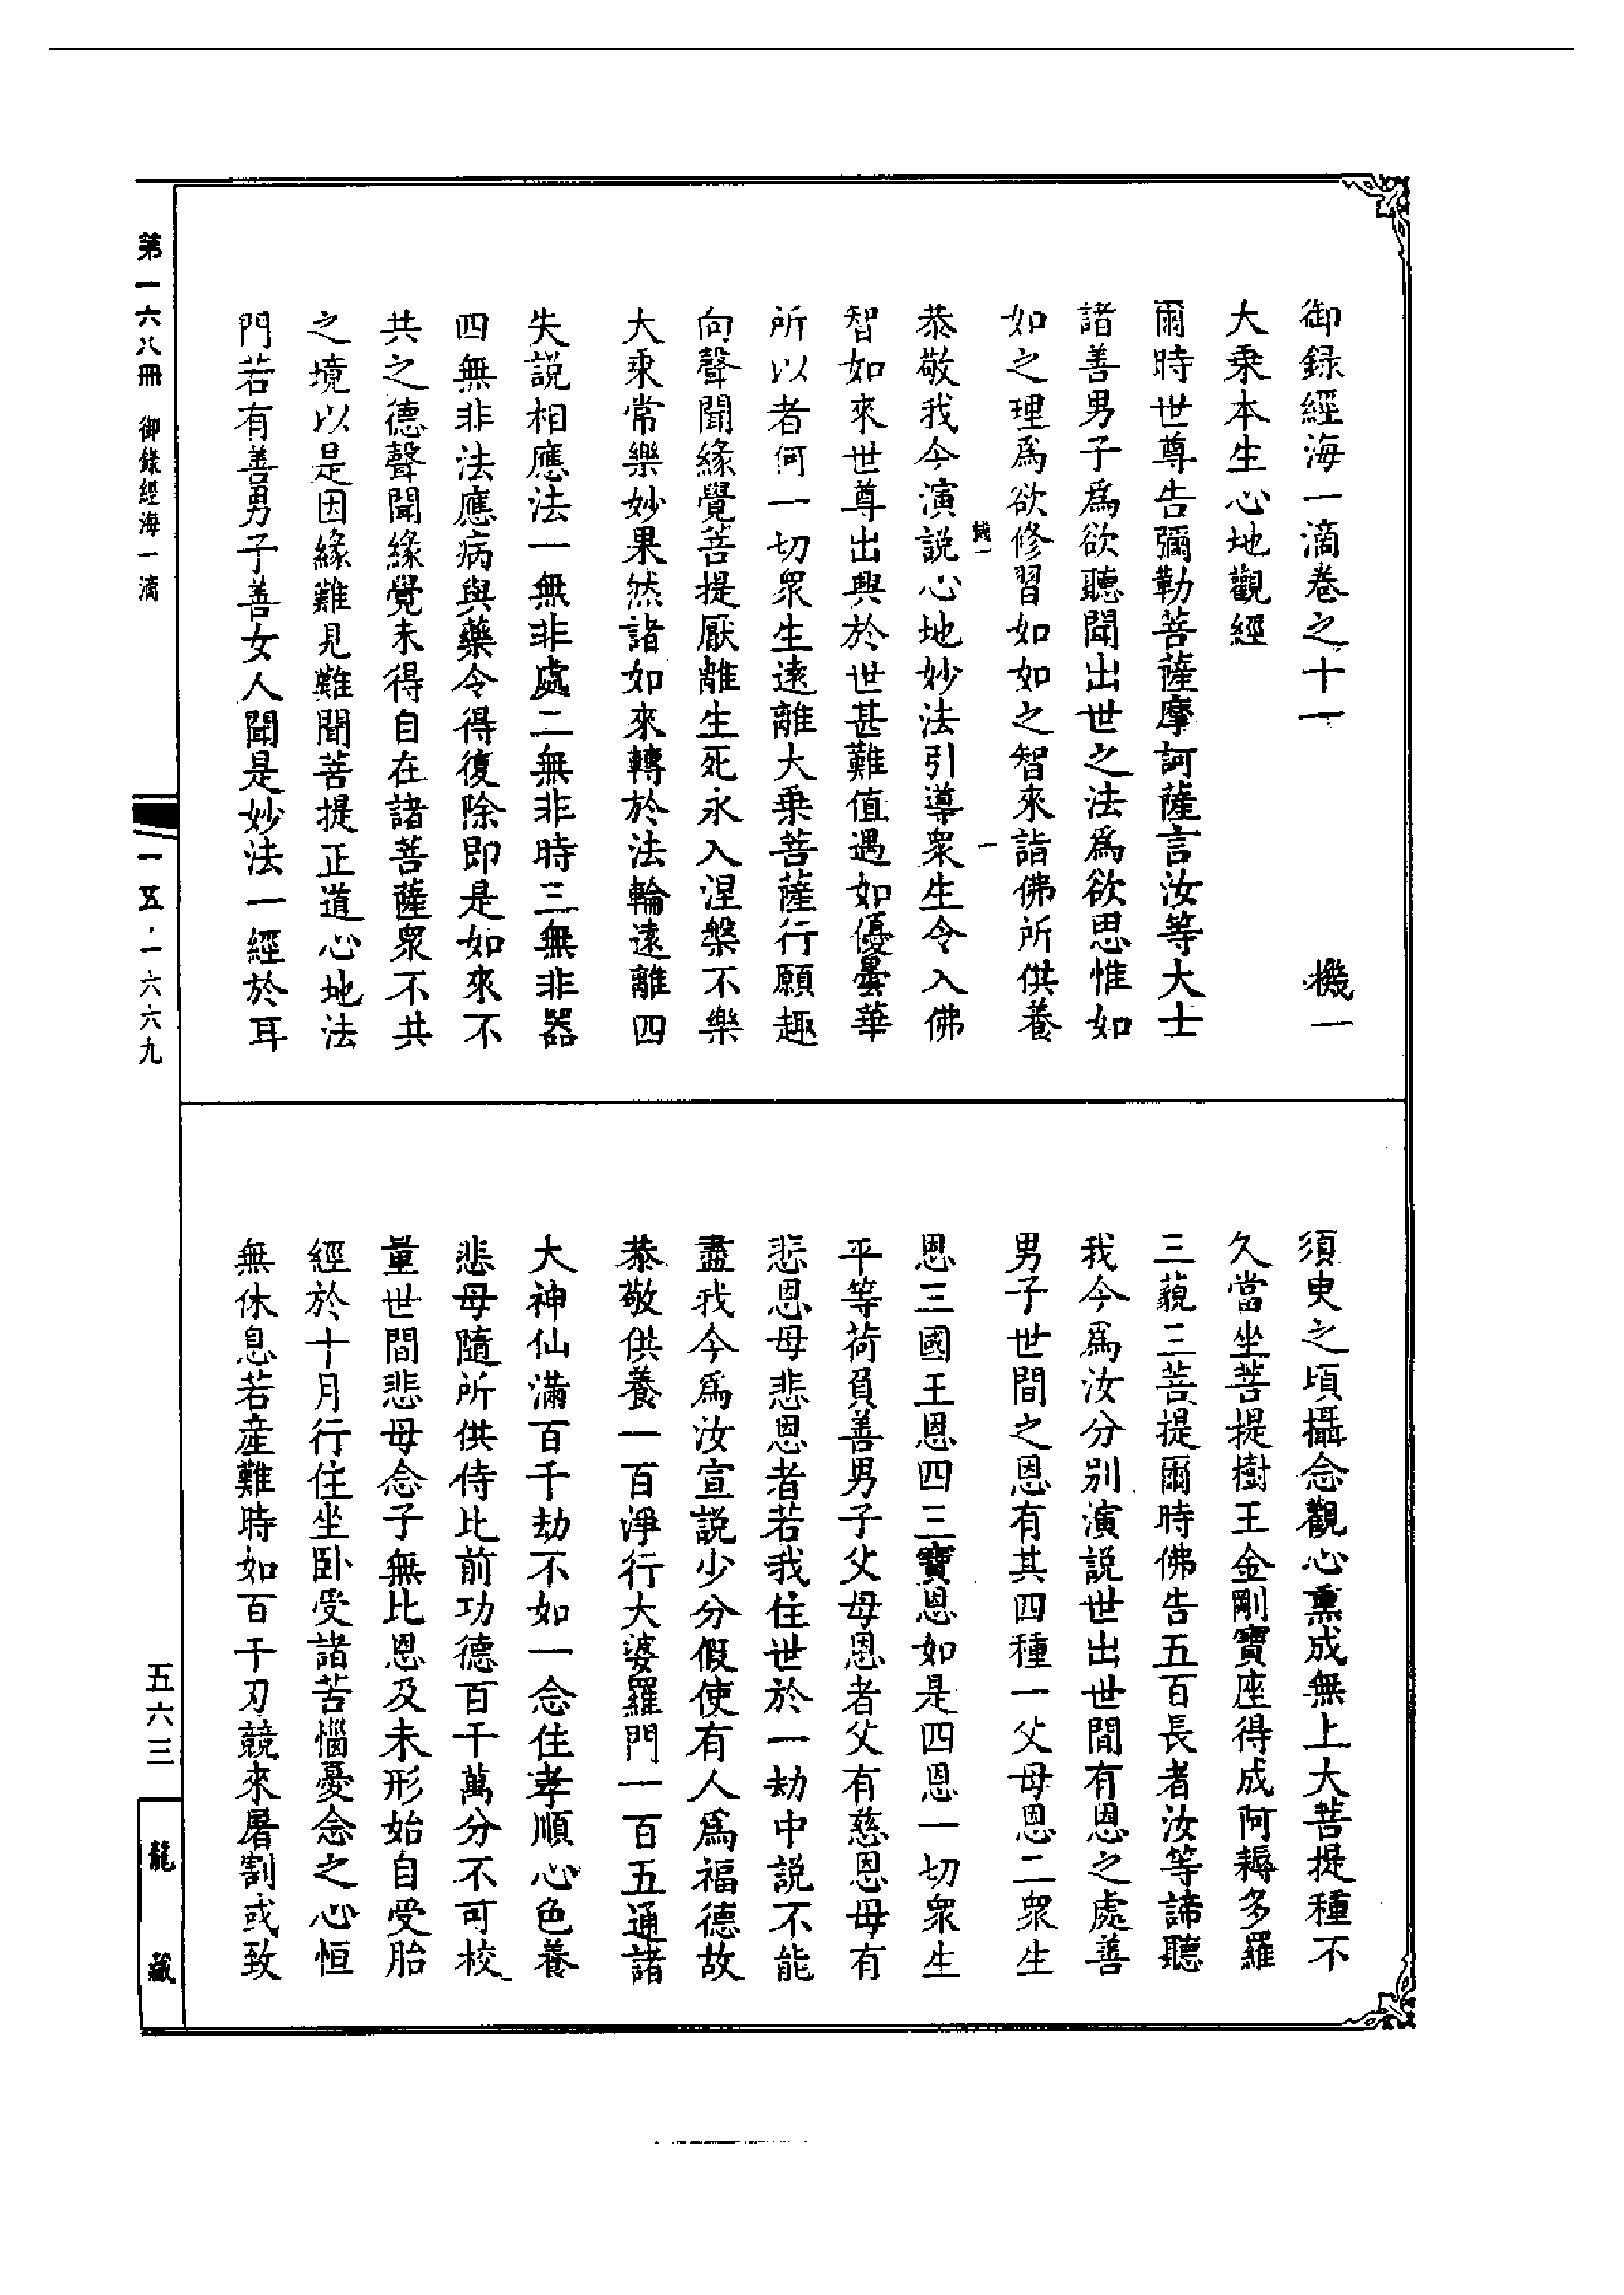 御録經海一滴卷之十一　機一
大乘本生心地觀經
爾時世尊告彌勒菩薩摩訶薩言汝等大士
諸善男子爲欲聽聞出世之法爲欲思惟如
如之理爲欲修習如如之智來詣佛所供養
恭敬我今演説心地妙法引導衆生令入佛
智如來世尊出興於世甚難值遇如優曇華
所以者何一切衆生遠離大乗菩薩行願趣
向聲聞緣覺菩提厭離生死永入涅槃不樂
大乘常樂妙果然諸如來轉於法輪遠離四
失説相應法一無非處二無非時三無非器
四無非法應病與藥令得復除即是如來不
共之德聲聞緣覺未得自在諸菩薩衆不共
之境以是因緣難見難聞菩提正道心地法
門若有善男子善女人聞是妙法一經於耳
須臾之頃攝念觀心熏成無上大菩提種不
久當坐菩提樹王金剛寶座得成阿耨多羅
三藐三菩提爾時佛告五百長者汝等諦聽
我今爲汝分別演説世出世間有恩之處善
男子世間之恩有其四種一父母恩二衆生
恩三國王恩四三寶恩如是四恩一切衆生
平等荷負善男子父母恩者父有慈恩母有
悲恩母悲恩者若我住世於一劫中説不能
盡我今爲汝宣説少分假使有人爲福德故
恭敬供養一百淨行大婆羅門一百五通諸
大神仙滿百千劫不如一念住孝順心色養
悲母隨所供侍比前功德百千萬分不可校
量世間悲母念子無比恩及未形始自受胎
經於十月行住坐卧受諸苦惱憂念之心恒
無休息若產難時如百千刃競來屠割或致
第一六八冊　御錄經海一滴
一五·一六六九
五六三
龍藏